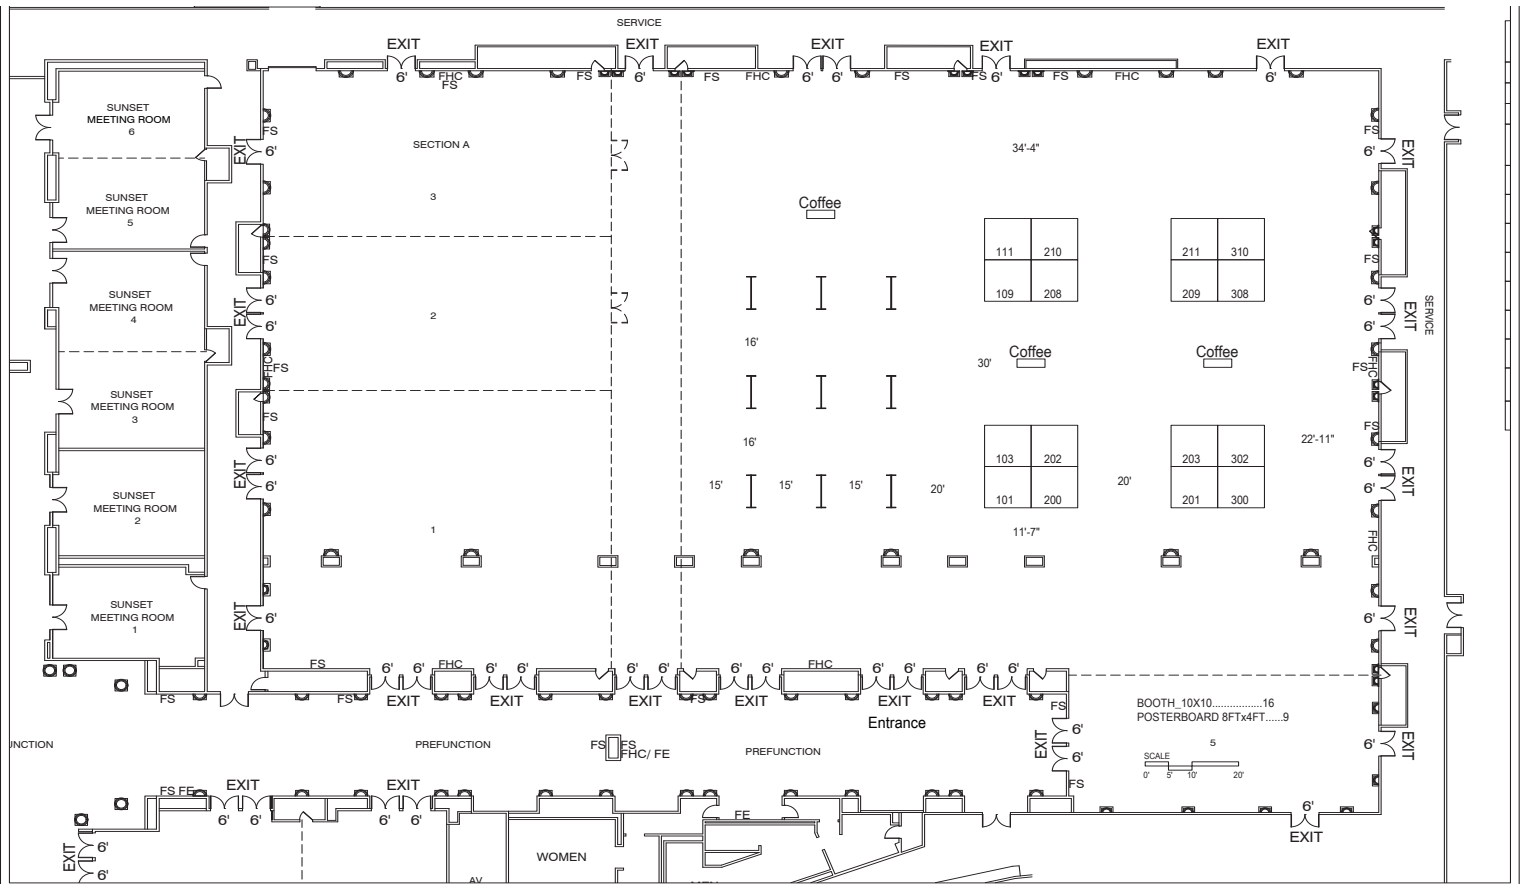 SERVICE
EXIT
EXIT
EXIT
EXIT
EXIT
6'
FHC
FS
FS
6'
FS
FHC
6'
6'
FS
FS
6'
FS
FHC
6'
SUNSET
MEETING ROOM
6
SUNSET
MEETING ROOM
5
SUNSET
MEETING ROOM
4
SUNSET
MEETING ROOM
3
SUNSET
MEETING ROOM
2
SUNSET
MEETING ROOM
1
FS
EXIT
6'
FS
EXIT
6'
6'
FHC
FS
FS
EXIT
6'
6'
EXIT
6'
SECTION A
3
2
1
34'-4"
Coffee
111
210
109
208
211
310
209
308
16'
30'
Coffee
Coffee
16'
15'
15'
15'
20'
103
202
101
200
11'-7"
20'
203
302
201
300
22'-11"
FS
6'
EXIT
FS
6'
6'
EXIT
SERVICE
FS
FHC
FS
6'
6'
EXIT
FHC
6'
EXIT
FS
6'
6'
FHC
6'
6'
6'
6'
6'
6'
FHC
6'
6'
6'
6'
FS
FS
EXIT
EXIT
EXIT
FS
EXIT
EXIT
EXIT
FS
Entrance
BOOTH_10X10.................16
POSTERBOARD 8FTx4FT......9
5
SCALE
0'
5'
10'
20'
6'
EXIT
JNCTION
PREFUNCTION
FS
FS
FHC/ FE
PREFUNCTION
EXIT
6'
6'
FS
FS FE
EXIT
EXIT
6'
6'
6'
6'
FE
6'
EXIT
EXIT
6'
6'
WOMEN
AV
MEN